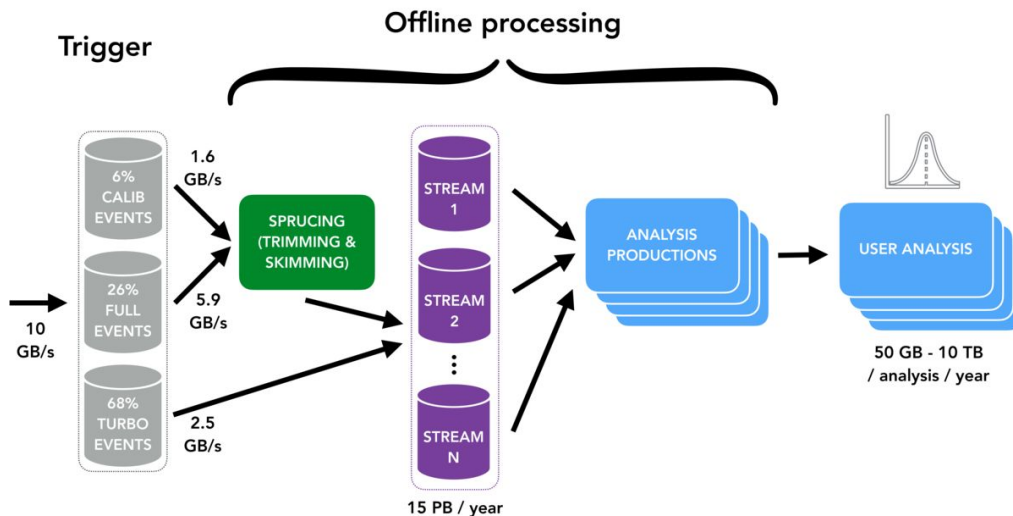 Offline processing
Trigger
10
GB/s
6%
CALIB
EVENTS
26%
FULL
EVENTS
68%
TURBO
EVENTS
1.6
GB/s
5.9
GB/s
2.5
GB/s
SPRUCING
(TRIMMING &
SKIMMING)
STREAM
1
STREAM
2
...
STREAM
N
15 PB / year
ANALYSIS
PRODUCTIONS
USER ANALYSIS
50 GB - 10 TB
/ analysis / year